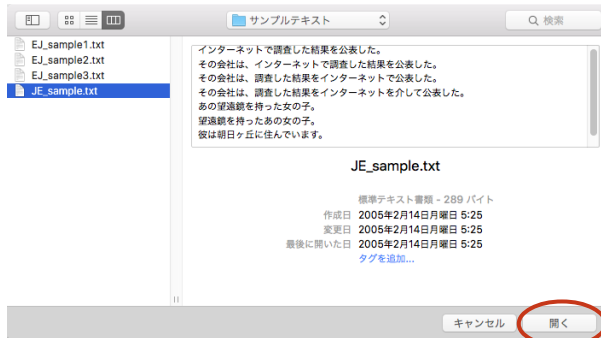 サンプルテキスト
検索
EJ_sample1.txt
EJ_sample2.txt
EJ_sample3.txt
JE_sample.txt
インターネットで調査した結果を公表した。
その会社は、インターネットで調査した結果を公表した。
その会社は、調査した結果をインターネットで公表した。
その会社は、調査した結果をインターネットを介して公表した。
あの望遠鏡を持った女の子。
望遠鏡を持ったあの女の子。
彼は朝日ヶ丘に住んでいます。
JE_sample.txt
標準テキスト書類 - 289 バイト
作成日 2005年2月14日月曜日 5:25
変更日 2005年2月14日月曜日 5:25
最後に開いた日 2005年2月14日月曜日 5:25
タグを追加...
キャンセル
開く